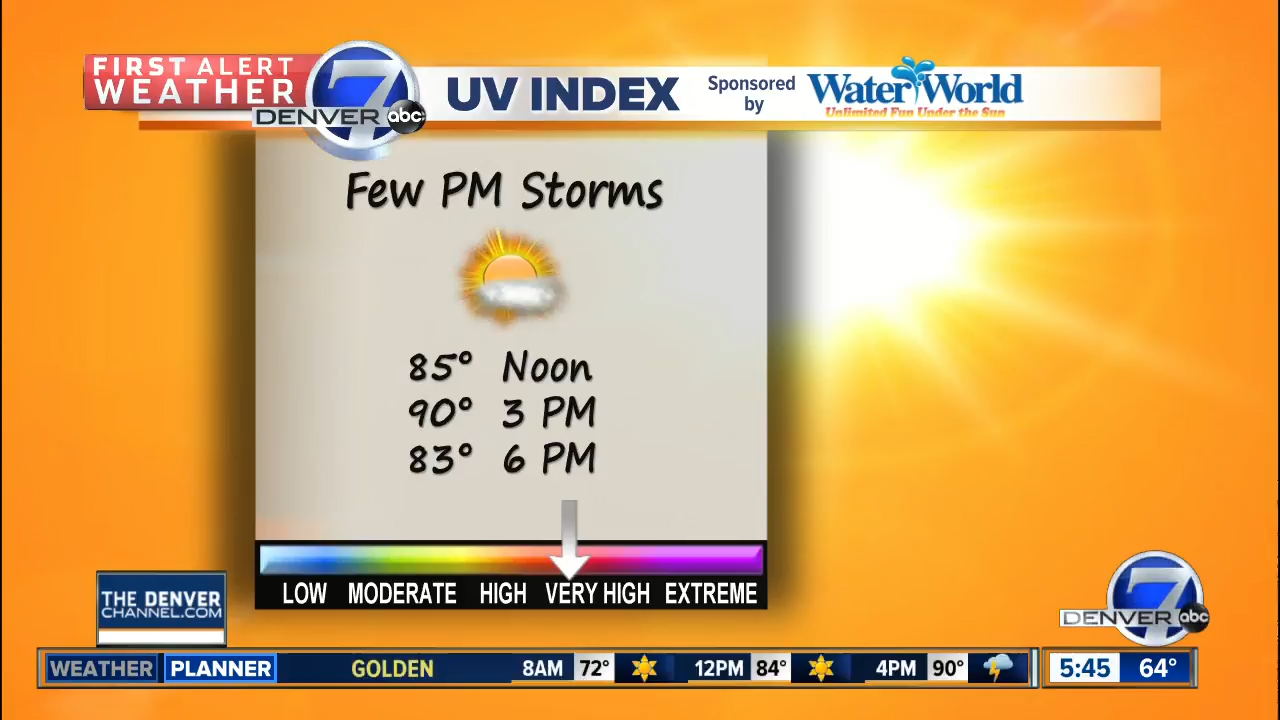 FIRST ALERT
WEATHER
7
DENVER abc
UV INDEX
Sponsored
by
Water World
Unlimited Fun Under the Sun
Few PM Storms
85° Noon
90° 3 PM
83° 6 PM
LOW MODERATE HIGH VERY HIGH EXTREME
THE DENVER
CHANNEL.COM
7
DENVER abc
WEATHER PLANNER GOLDEN 8AM 72° 12PM 84° 4PM 90° 5:45 64°